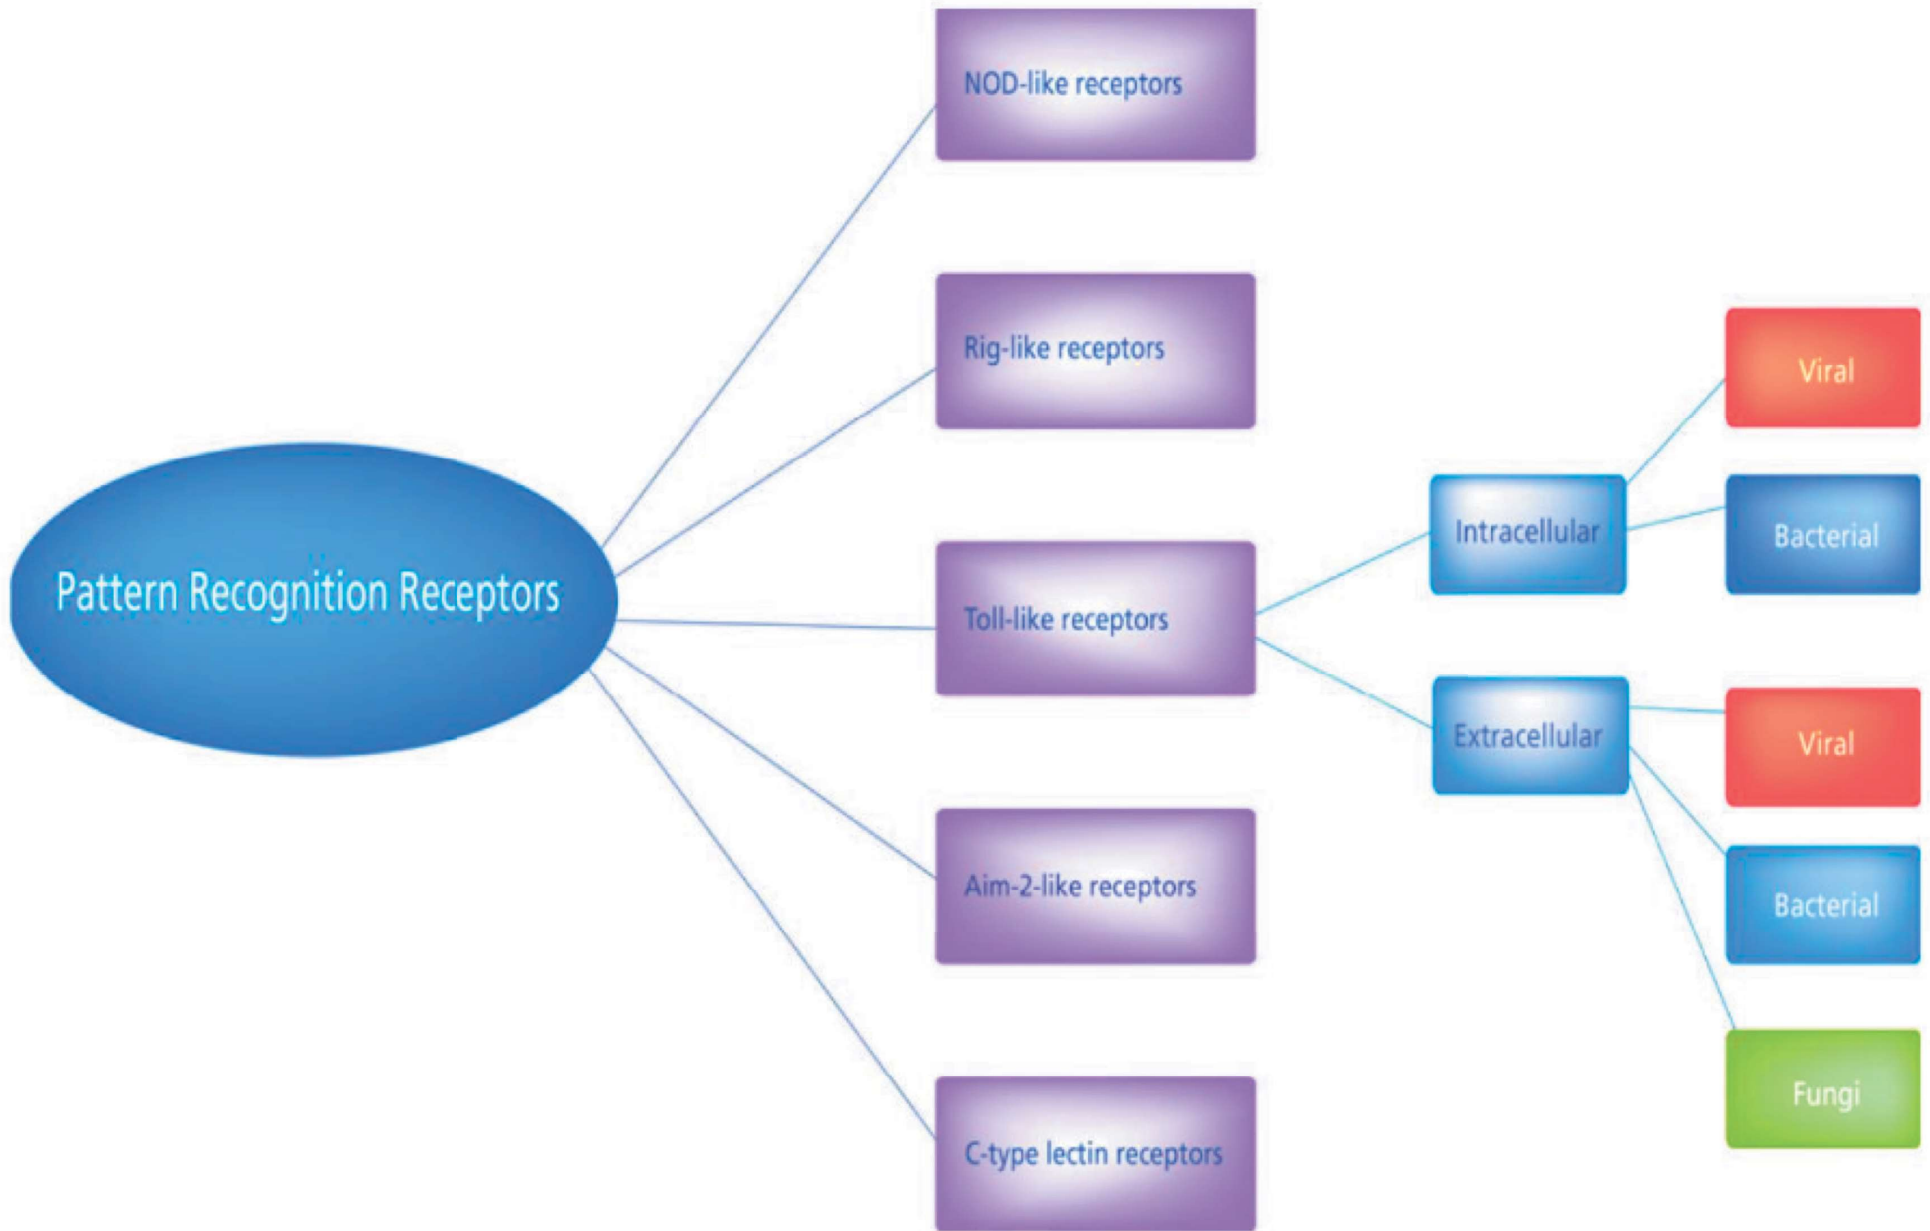 Pattern Recognition Receptors
NOD-like receptors
Rig-like receptors
Toll-like receptors
Aim-2-like receptors
C-type lectin receptors
Intracellular
Extracellular
Viral
Bacterial
Viral
Bacterial
Fungi